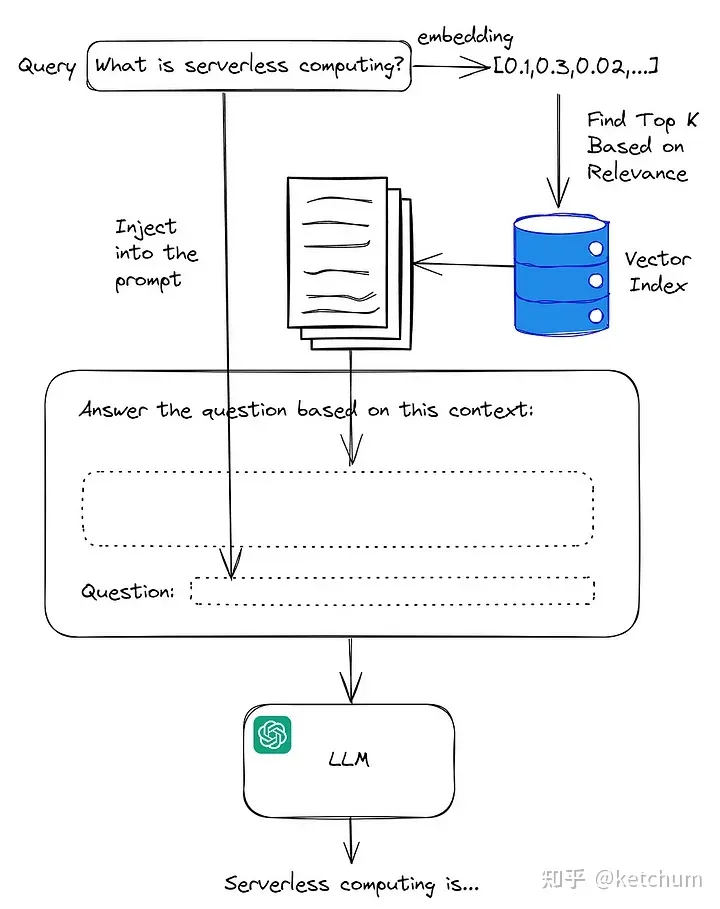 embedding
Query
What is serverless computing?
[0.1,0.3,0.02,...]
Find Top K
Based on
Relevance
Inject
into the
prompt
Vector
Index
Answer the question based on this context:
Question:
LLM
Serverless computing is...
知乎 @ketchum